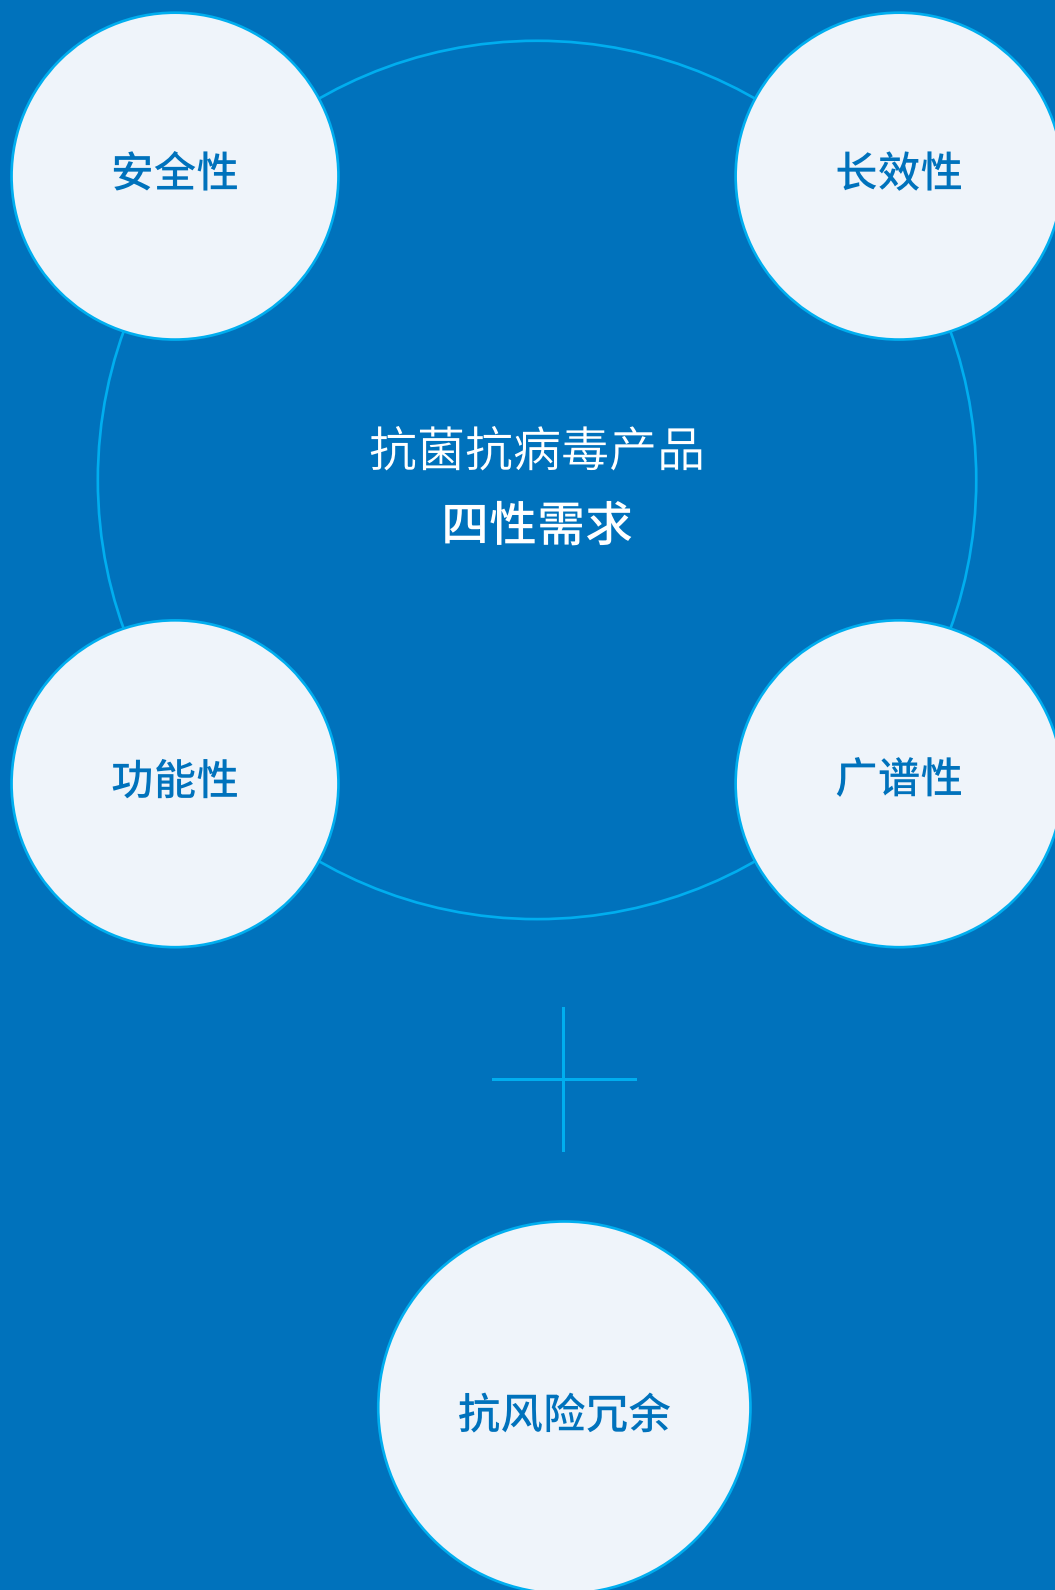 安全性
长效性
抗菌抗病毒产品
四性需求
功能性
广谱性
抗风险冗余